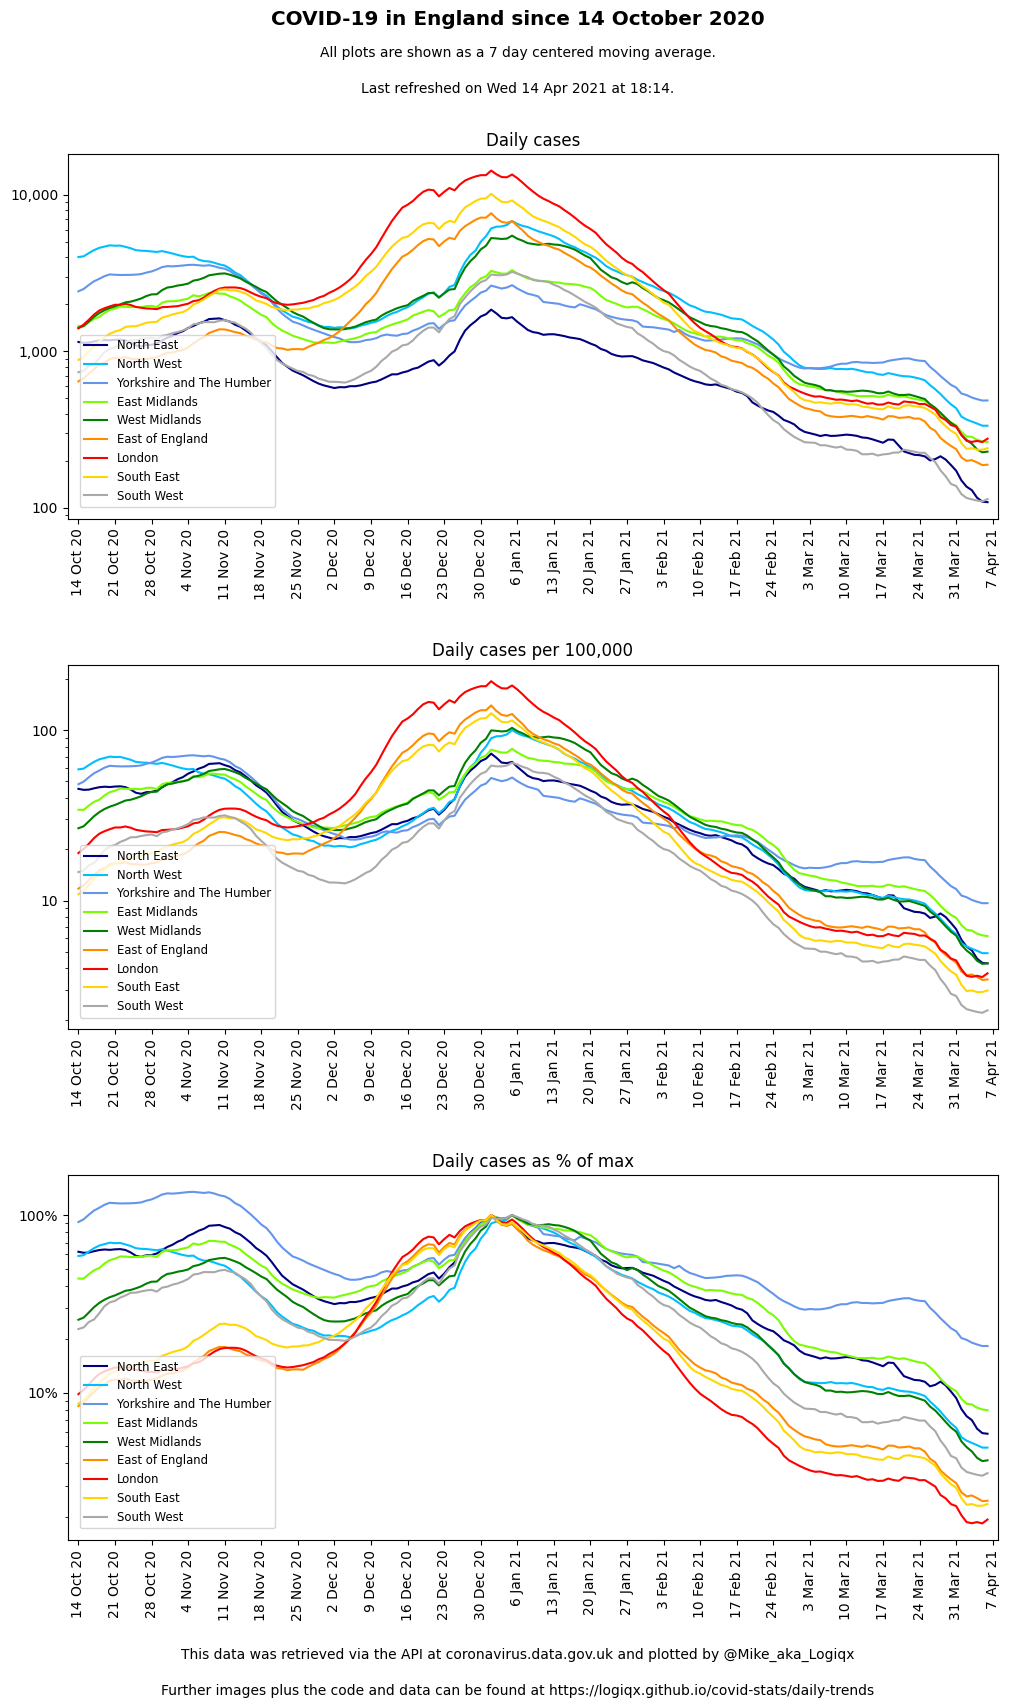 COVID-19 in England since 14 October 2020
All plots are shown as a 7 day centered moving average.
Last refreshed on Wed 14 Apr 2021 at 18:14.
Daily cases
10,000
1,000
100
North East
North West
Yorkshire and The Humber
East Midlands
West Midlands
East of England
London
South East
South West
14 Oct 20
21 Oct 20
28 Oct 20
4 Nov 20
11 Nov 20
18 Nov 20
25 Nov 20
2 Dec 20
9 Dec 20
16 Dec 20
23 Dec 20
30 Dec 20
6 Jan 21
13 Jan 21
20 Jan 21
27 Jan 21
3 Feb 21
10 Feb 21
17 Feb 21
24 Feb 21
3 Mar 21
10 Mar 21
17 Mar 21
24 Mar 21
31 Mar 21
7 Apr 21
Daily cases per 100,000
100
10
North East
North West
Yorkshire and The Humber
East Midlands
West Midlands
East of England
London
South East
South West
14 Oct 20
21 Oct 20
28 Oct 20
4 Nov 20
11 Nov 20
18 Nov 20
25 Nov 20
2 Dec 20
9 Dec 20
16 Dec 20
23 Dec 20
30 Dec 20
6 Jan 21
13 Jan 21
20 Jan 21
27 Jan 21
3 Feb 21
10 Feb 21
17 Feb 21
24 Feb 21
3 Mar 21
10 Mar 21
17 Mar 21
24 Mar 21
31 Mar 21
7 Apr 21
Daily cases as % of max
100%
10%
North East
North West
Yorkshire and The Humber
East Midlands
West Midlands
East of England
London
South East
South West
14 Oct 20
21 Oct 20
28 Oct 20
4 Nov 20
11 Nov 20
18 Nov 20
25 Nov 20
2 Dec 20
9 Dec 20
16 Dec 20
23 Dec 20
30 Dec 20
6 Jan 21
13 Jan 21
20 Jan 21
27 Jan 21
3 Feb 21
10 Feb 21
17 Feb 21
24 Feb 21
3 Mar 21
10 Mar 21
17 Mar 21
24 Mar 21
31 Mar 21
7 Apr 21
This data was retrieved via the API at coronavirus.data.gov.uk and plotted by @Mike_aka_Logiqx
Further images plus the code and data can be found at https://logiqx.github.io/covid-stats/daily-trends